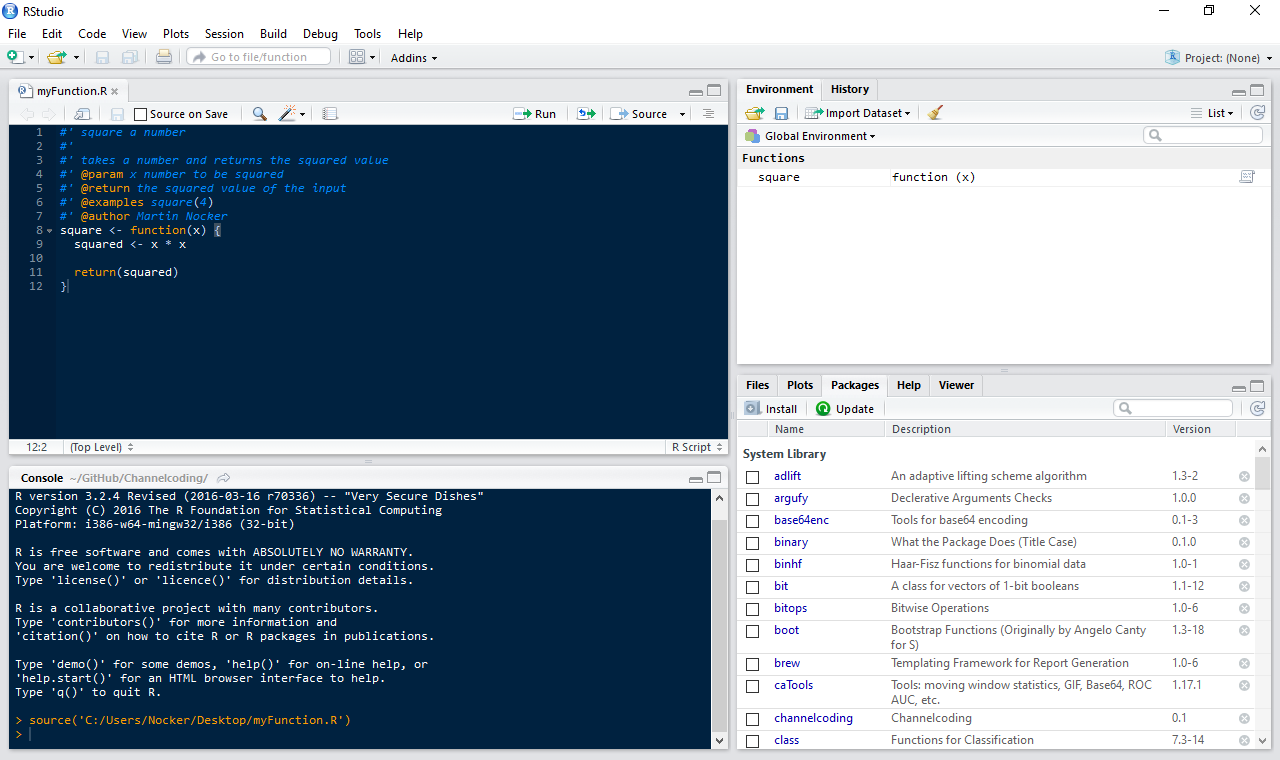 RStudio
File Edit Code View Plots Session Build Debug Tools Help
Go to file/function Addins Project: (None)
myFunction.R
Source on Save Run Source
1 #' square a number
2 #'
3 #' takes a number and returns the squared value
4 #' @param x number to be squared
5 #' @return the squared value of the input
6 #' @examples square(4)
7 #' @author Martin Nocker
8 square <- function(x) {
9 squared <- x * x
10
11 return(squared)
12 }
12:2 (Top Level) R Script
Console ~/GitHub/Channelcoding/
R version 3.2.4 Revised (2016-03-16 r70336) -- "Very Secure Dishes"
Copyright (C) 2016 The R Foundation for Statistical Computing
Platform: i386-w64-mingw32/i386 (32-bit)
R is free software and comes with ABSOLUTELY NO WARRANTY.
You are welcome to redistribute it under certain conditions.
Type 'license()' or 'licence()' for distribution details.
R is a collaborative project with many contributors.
Type 'contributors()' for more information and
'citation()' on how to cite R or R packages in publications.
Type 'demo()' for some demos, 'help()' for on-line help, or
'help.start()' for an HTML browser interface to help.
Type 'q()' to quit R.
> source('C:/Users/Nocker/Desktop/myFunction.R')
>
Environment History
Import Dataset List
Global Environment
Functions
square function (x)
Files Plots Packages Help Viewer
Install Update
Name Description Version
System Library
adlift An adaptive lifting scheme algorithm 1.3-2
argufy Declerative Arguments Checks 1.0.0
base64enc Tools for base64 encoding 0.1-3
binary What the Package Does (Title Case) 0.1.0
binhf Haar-Fisz functions for binomial data 1.0-1
bit A class for vectors of 1-bit booleans 1.1-12
bitops Bitwise Operations 1.0-6
boot Bootstrap Functions (Originally by Angelo Canty 1.3-18
for S)
brew Templating Framework for Report Generation 1.0-6
caTools Tools: moving window statistics, GIF, Base64, ROC 1.17.1
AUC, etc.
channelcoding Channelcoding 0.1
class Functions for Classification 7.3-14